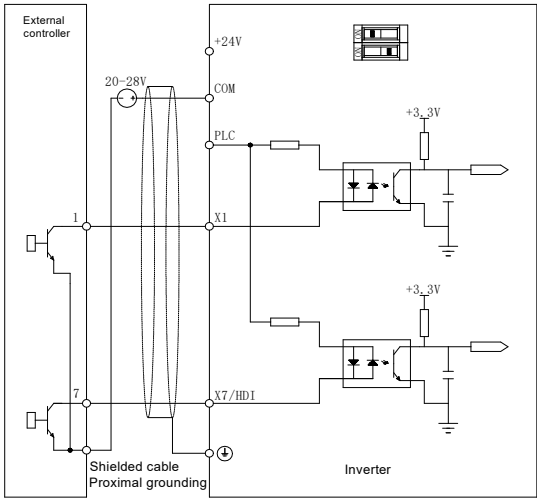 External
controller
+24V
20-28V
- +
COM
+3.3V
PLC
1
X1
+3.3V
7
X7/HDI
Shielded cable
Proximal grounding
Inverter